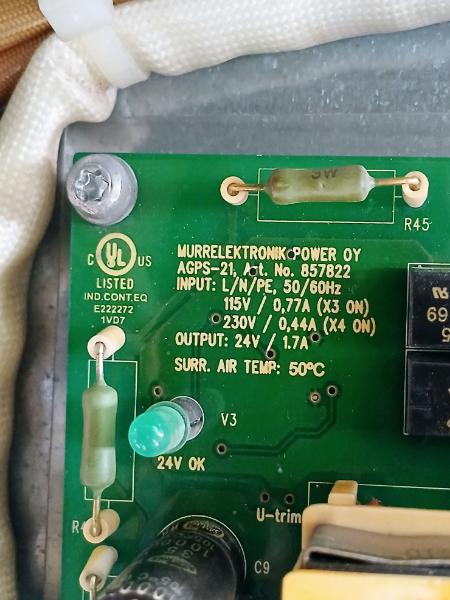 9W
R45
C UL US
LISTED
IND.CONT.EQ
E222272
1VD7
MURRELEKTRONIK POWER OY
AGPS-21, Art. No. 857822
INPUT: L/N/PE, 50/60Hz
115V / 0,77A (X3 ON)
230V / 0,44A (X4 ON)
OUTPUT: 24V / 1.7A
SURR. AIR TEMP: 50°C
69
V3
24V OK
U-trim
C9